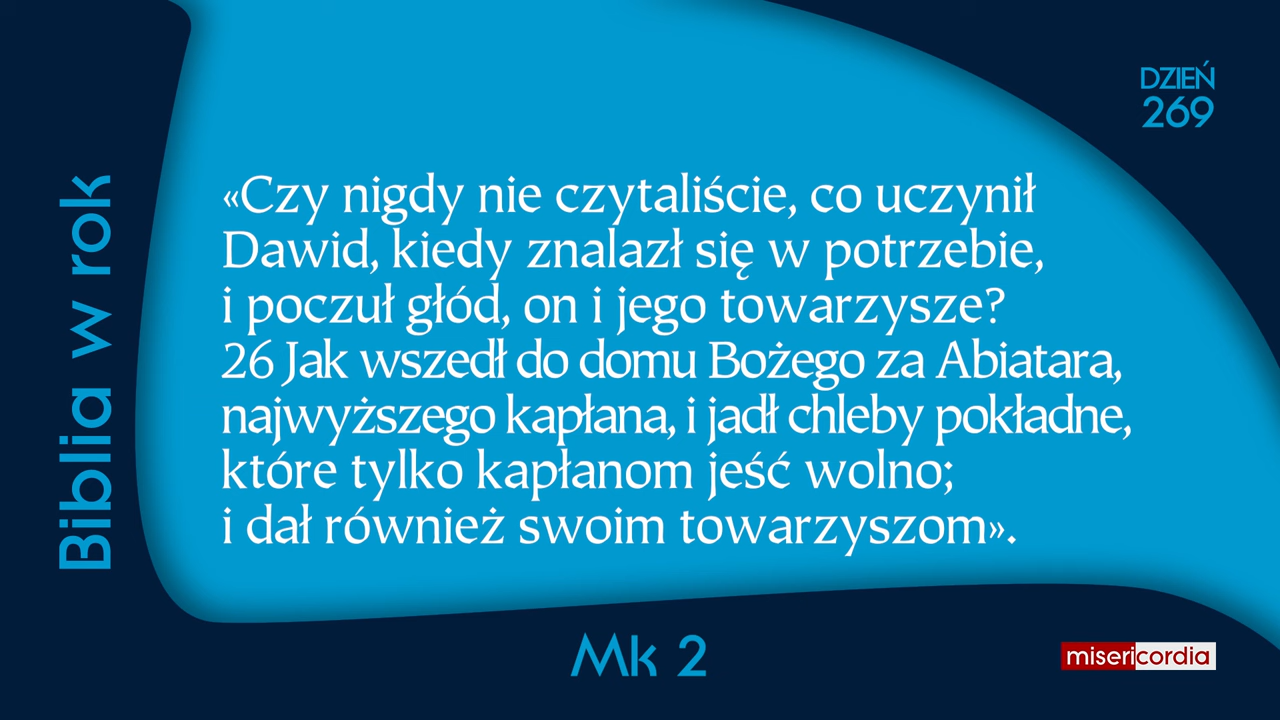 DZIEŃ
269
Biblia w rok
«Czy nigdy nie czytaliście, co uczynił
Dawid, kiedy znalazł się w potrzebie,
i poczuł głód, on i jego towarzysze?
26 Jak wszedł do domu Bożego za Abiatara,
najwyższego kapłana, i jadł chleby pokładne,
które tylko kapłanom jeść wolno;
i dał również swoim towarzyszom».
Mk 2
misericordia